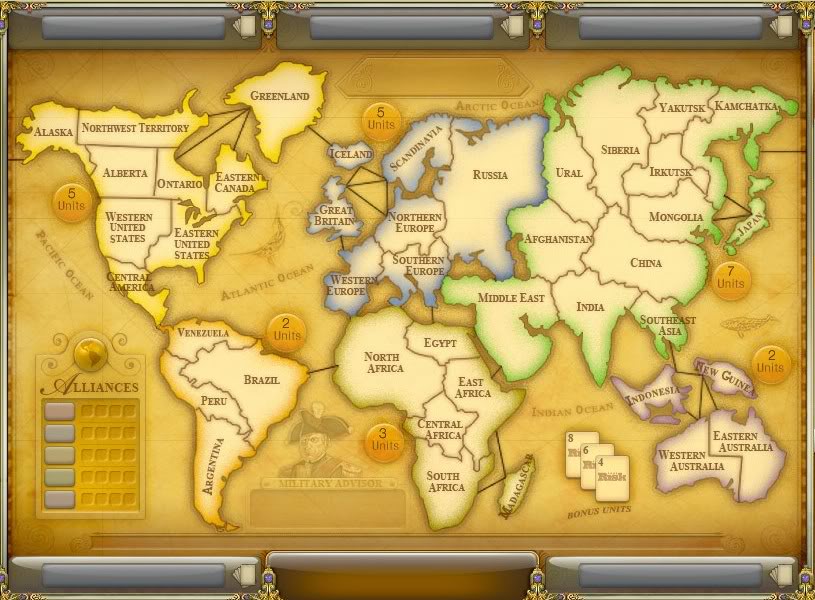 GREENLAND
ALASKA
NORTHWEST TERRITORY
ALBERTA
ONTARIO
EASTERN
CANADA
WESTERN
UNITED
STATES
EASTERN
UNITED
STATES
CENTRAL
AMERICA
5
Units
PACIFIC OCEAN
ATLANTIC OCEAN
ARCTIC OCEAN
5
Units
ICELAND
SCANDINAVIA
RUSSIA
GREAT
BRITAIN
NORTHERN
EUROPE
SOUTHERN
EUROPE
WESTERN
EUROPE
URAL
SIBERIA
YAKUTSK
KAMCHATKA
IRKUTSK
MONGOLIA
JAPAN
AFGHANISTAN
CHINA
MIDDLE EAST
INDIA
SOUTHEAST
ASIA
7
Units
VENEZUELA
BRAZIL
PERU
ARGENTINA
2
Units
NORTH
AFRICA
EGYPT
EAST
AFRICA
CENTRAL
AFRICA
SOUTH
AFRICA
MADAGASCAR
3
Units
INDIAN OCEAN
INDONESIA
NEW GUINEA
WESTERN
AUSTRALIA
EASTERN
AUSTRALIA
2
Units
ALLIANCES
MILITARY ADVISOR
8
6
4
Risk
BONUS UNITS